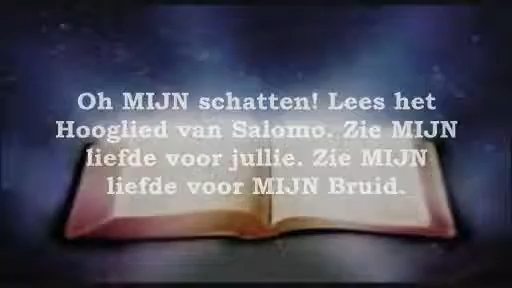 Oh MIJN schatten! Lees het
Hooglied van Salomo. Zie MIJN
liefde voor jullie. Zie MIJN
liefde voor MIJN Bruid.